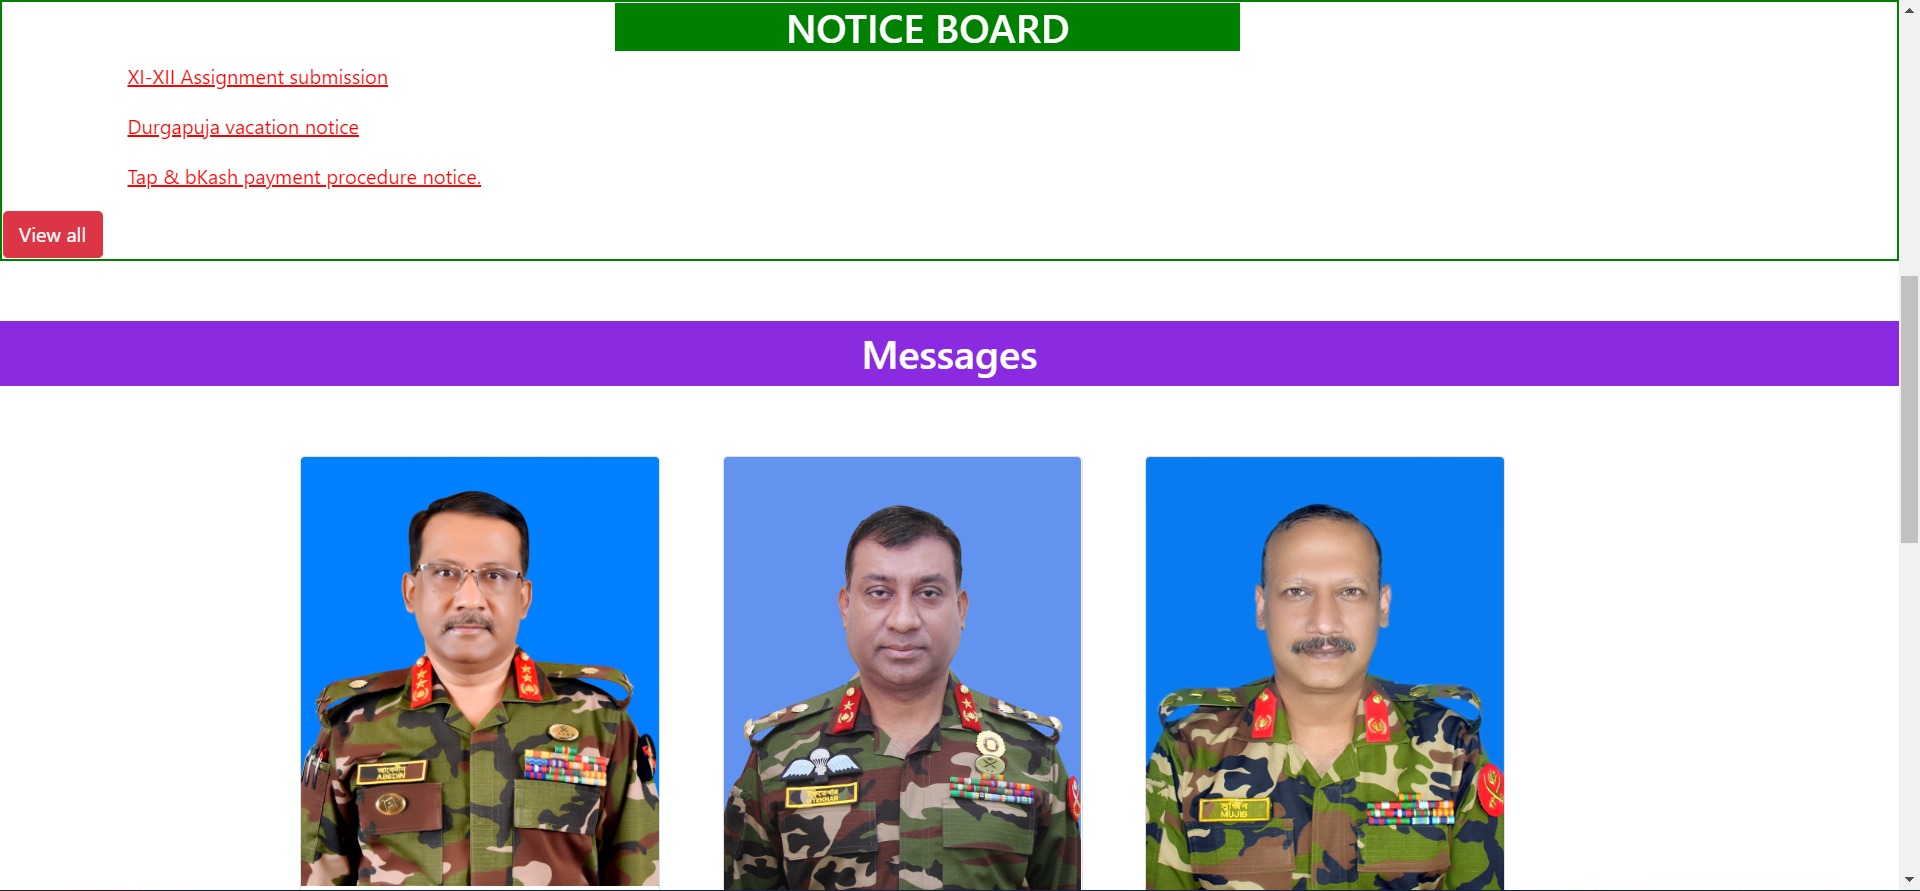 NOTICE BOARD
XI-XII Assignment submission
Durgapuja vacation notice
Tap & bKash payment procedure notice.
View all
Messages
আবেদীন
ABEDIN
ইফতেখার
IFTEKHAR
মুজিব
MUJIB